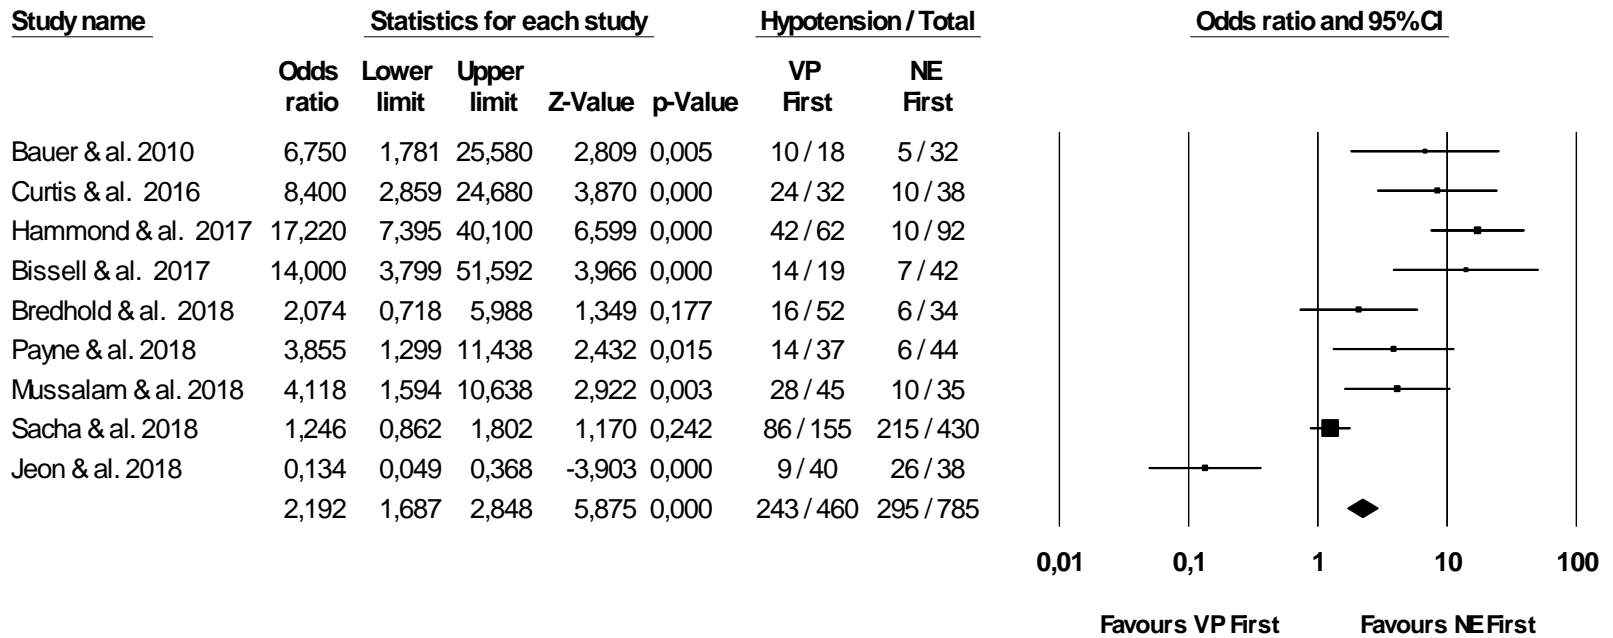 Study name Statistics for each study Hypotension / Total Odds ratio and 95% CI
Odds Lower Upper VP NE
ratio limit limit Z-Value p-Value First First
Bauer & al. 2010 6,750 1,781 25,580 2,809 0,005 10 / 18 5 / 32
Curtis & al. 2016 8,400 2,859 24,680 3,870 0,000 24 / 32 10 / 38
Hammond & al. 2017 17,220 7,395 40,100 6,599 0,000 42 / 62 10 / 92
Bissell & al. 2017 14,000 3,799 51,592 3,966 0,000 14 / 19 7 / 42
Bredhold & al. 2018 2,074 0,718 5,988 1,349 0,177 16 / 52 6 / 34
Payne & al. 2018 3,855 1,299 11,438 2,432 0,015 14 / 37 6 / 44
Mussalam & al. 2018 4,118 1,594 10,638 2,922 0,003 28 / 45 10 / 35
Sacha & al. 2018 1,246 0,862 1,802 1,170 0,242 86 / 155 215 / 430
Jeon & al. 2018 0,134 0,049 0,368 -3,903 0,000 9 / 40 26 / 38
2,192 1,687 2,848 5,875 0,000 243 / 460 295 / 785
0,01 0,1 1 10 100
Favours VP First Favours NE First